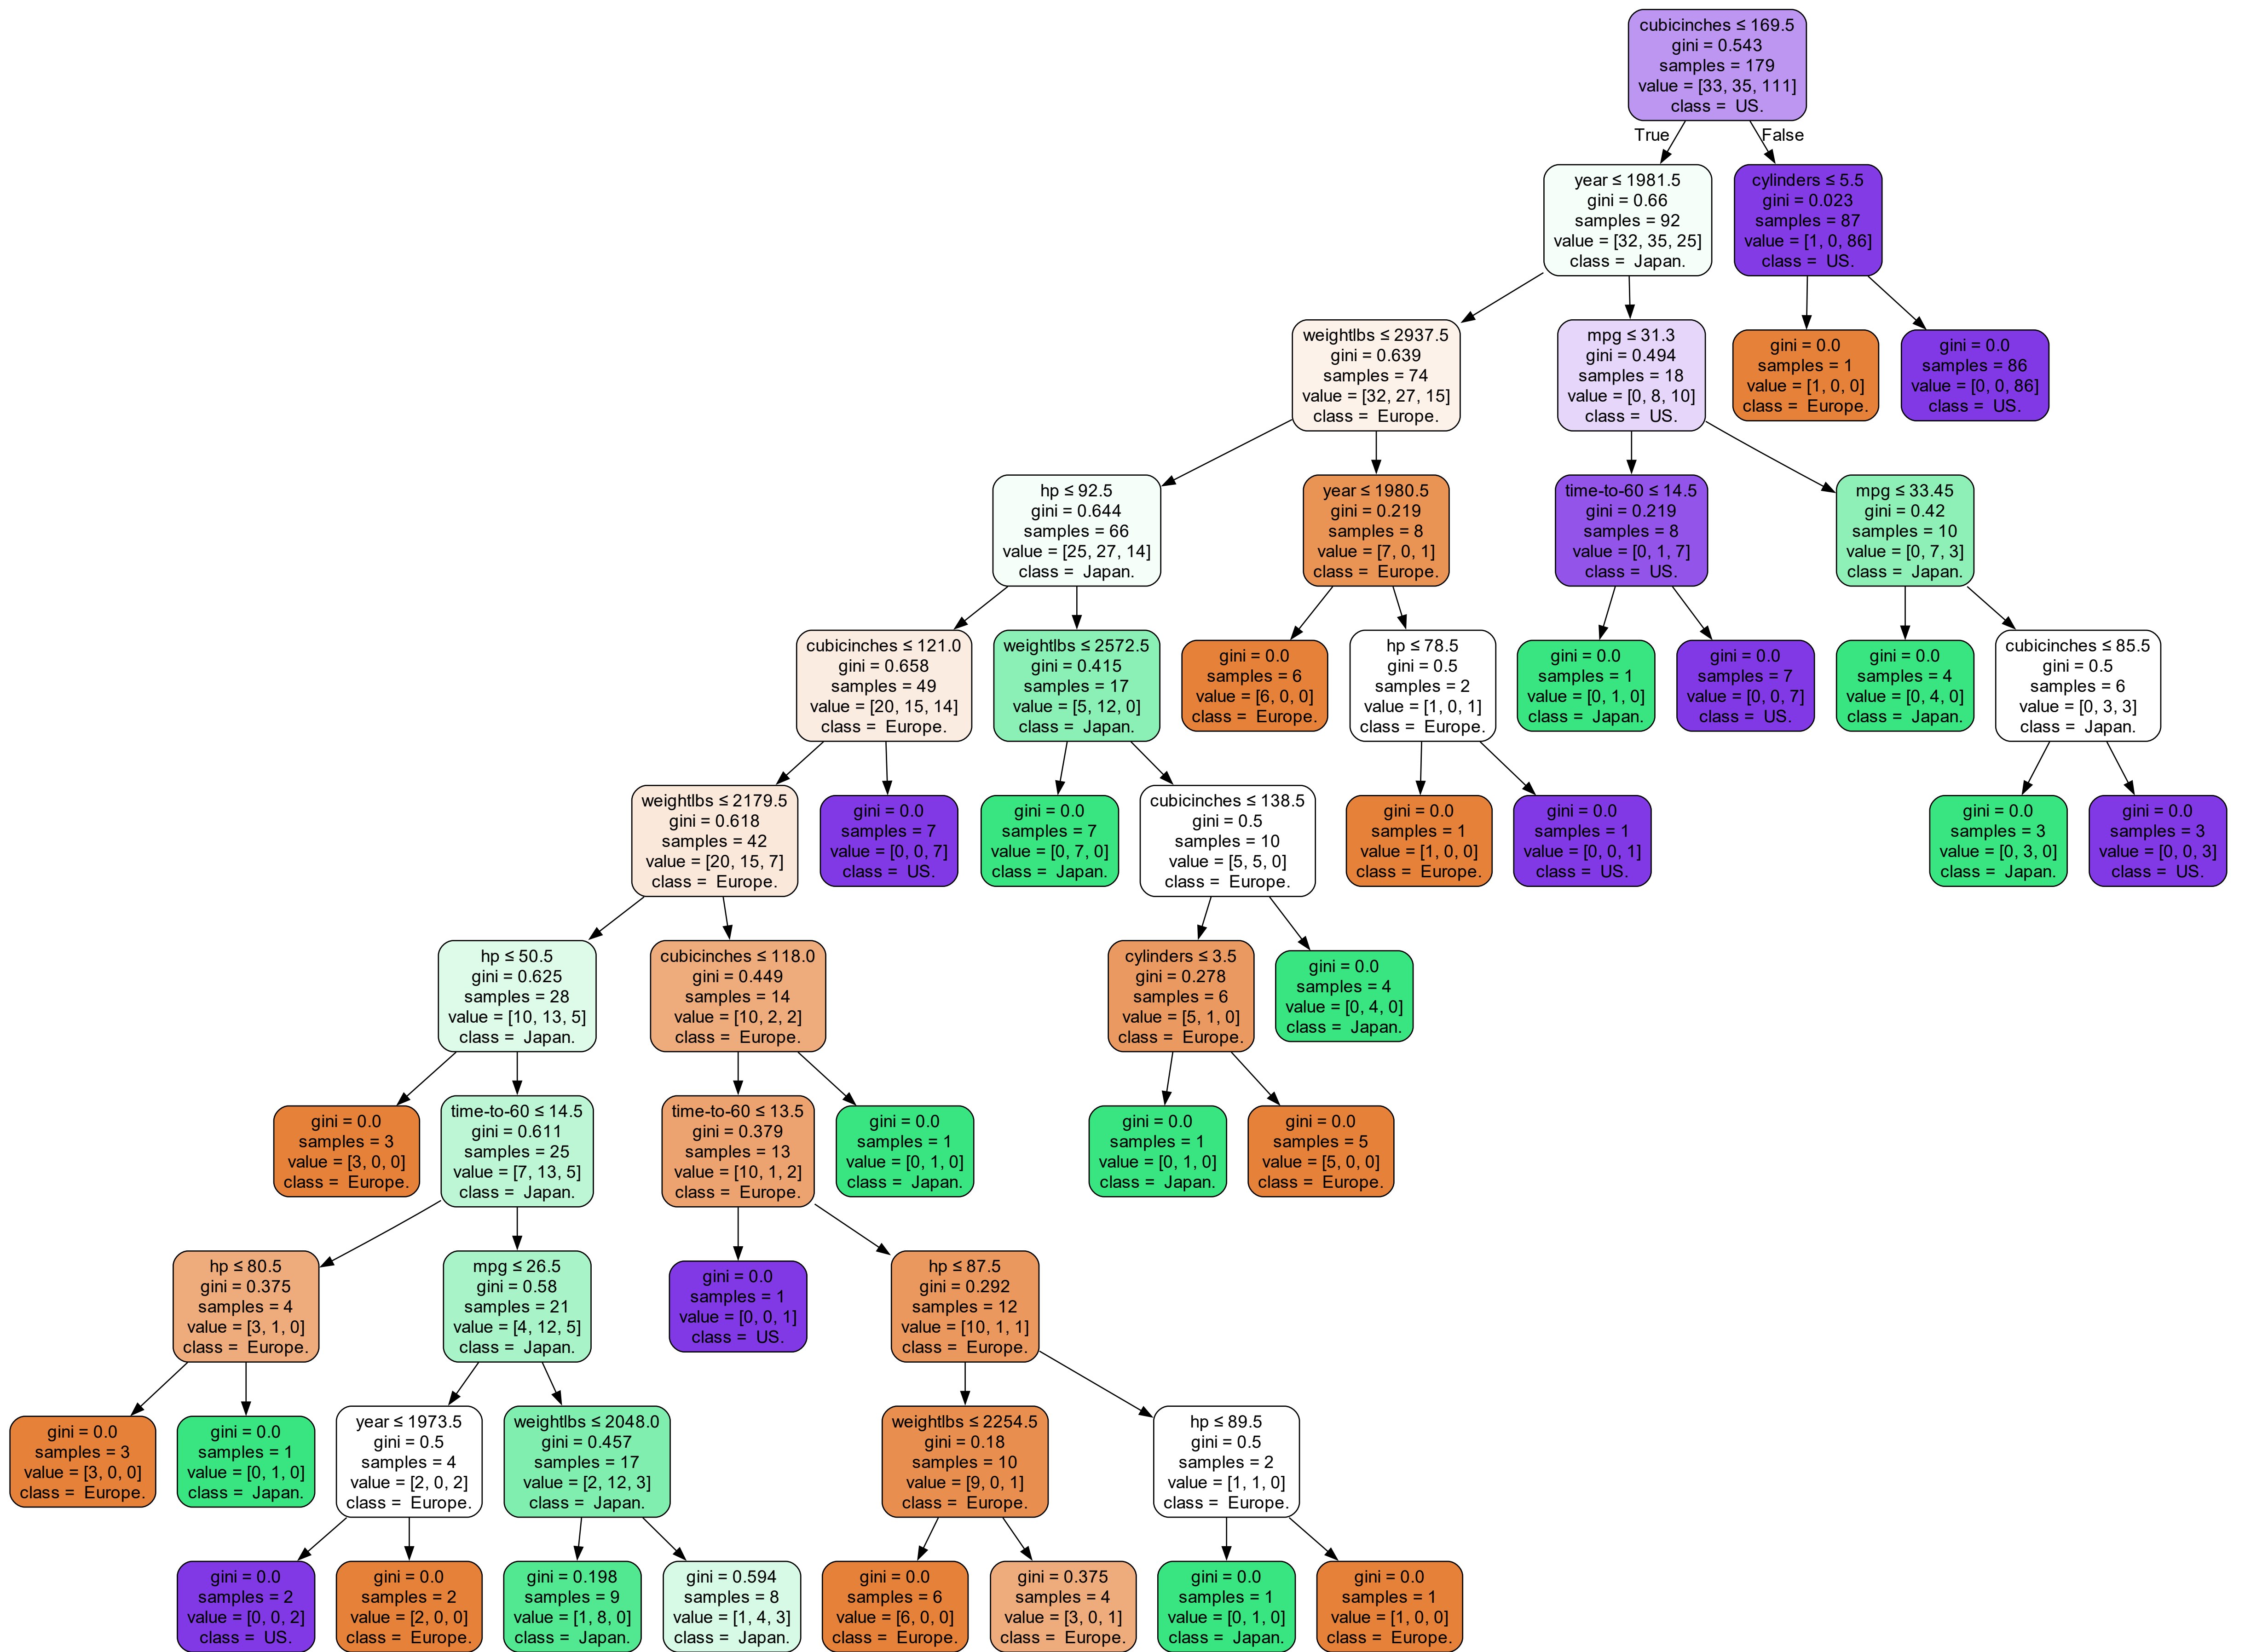 cubicinches ≤ 169.5
gini = 0.543
samples = 179
value = [33, 35, 111]
class =  US.
True
False
year ≤ 1981.5
gini = 0.66
samples = 92
value = [32, 35, 25]
class =  Japan.
cylinders ≤ 5.5
gini = 0.023
samples = 87
value = [1, 0, 86]
class =  US.
weightlbs ≤ 2937.5
gini = 0.639
samples = 74
value = [32, 27, 15]
class =  Europe.
mpg ≤ 31.3
gini = 0.494
samples = 18
value = [0, 8, 10]
class =  US.
gini = 0.0
samples = 1
value = [1, 0, 0]
class =  Europe.
gini = 0.0
samples = 86
value = [0, 0, 86]
class =  US.
hp ≤ 92.5
gini = 0.644
samples = 66
value = [25, 27, 14]
class =  Japan.
year ≤ 1980.5
gini = 0.219
samples = 8
value = [7, 0, 1]
class =  Europe.
time-to-60 ≤ 14.5
gini = 0.219
samples = 8
value = [0, 1, 7]
class =  US.
mpg ≤ 33.45
gini = 0.42
samples = 10
value = [0, 7, 3]
class =  Japan.
cubicinches ≤ 121.0
gini = 0.658
samples = 49
value = [20, 15, 14]
class =  Europe.
weightlbs ≤ 2572.5
gini = 0.415
samples = 17
value = [5, 12, 0]
class =  Japan.
gini = 0.0
samples = 6
value = [6, 0, 0]
class =  Europe.
hp ≤ 78.5
gini = 0.5
samples = 2
value = [1, 0, 1]
class =  Europe.
gini = 0.0
samples = 1
value = [0, 1, 0]
class =  Japan.
gini = 0.0
samples = 7
value = [0, 0, 7]
class =  US.
gini = 0.0
samples = 4
value = [0, 4, 0]
class =  Japan.
cubicinches ≤ 85.5
gini = 0.5
samples = 6
value = [0, 3, 3]
class =  Japan.
weightlbs ≤ 2179.5
gini = 0.618
samples = 42
value = [20, 15, 7]
class =  Europe.
gini = 0.0
samples = 7
value = [0, 0, 7]
class =  US.
gini = 0.0
samples = 7
value = [0, 7, 0]
class =  Japan.
cubicinches ≤ 138.5
gini = 0.5
samples = 10
value = [5, 5, 0]
class =  Europe.
gini = 0.0
samples = 1
value = [1, 0, 0]
class =  Europe.
gini = 0.0
samples = 1
value = [0, 0, 1]
class =  US.
gini = 0.0
samples = 3
value = [0, 3, 0]
class =  Japan.
gini = 0.0
samples = 3
value = [0, 0, 3]
class =  US.
hp ≤ 50.5
gini = 0.625
samples = 28
value = [10, 13, 5]
class =  Japan.
cubicinches ≤ 118.0
gini = 0.449
samples = 14
value = [10, 2, 2]
class =  Europe.
cylinders ≤ 3.5
gini = 0.278
samples = 6
value = [5, 1, 0]
class =  Europe.
gini = 0.0
samples = 4
value = [0, 4, 0]
class =  Japan.
gini = 0.0
samples = 3
value = [3, 0, 0]
class =  Europe.
time-to-60 ≤ 14.5
gini = 0.611
samples = 25
value = [7, 13, 5]
class =  Japan.
time-to-60 ≤ 13.5
gini = 0.379
samples = 13
value = [10, 1, 2]
class =  Europe.
gini = 0.0
samples = 1
value = [0, 1, 0]
class =  Japan.
gini = 0.0
samples = 1
value = [0, 1, 0]
class =  Japan.
gini = 0.0
samples = 5
value = [5, 0, 0]
class =  Europe.
hp ≤ 80.5
gini = 0.375
samples = 4
value = [3, 1, 0]
class =  Europe.
mpg ≤ 26.5
gini = 0.58
samples = 21
value = [4, 12, 5]
class =  Japan.
gini = 0.0
samples = 1
value = [0, 0, 1]
class =  US.
hp ≤ 87.5
gini = 0.292
samples = 12
value = [10, 1, 1]
class =  Europe.
gini = 0.0
samples = 3
value = [3, 0, 0]
class =  Europe.
gini = 0.0
samples = 1
value = [0, 1, 0]
class =  Japan.
year ≤ 1973.5
gini = 0.5
samples = 4
value = [2, 0, 2]
class =  Europe.
weightlbs ≤ 2048.0
gini = 0.457
samples = 17
value = [2, 12, 3]
class =  Japan.
weightlbs ≤ 2254.5
gini = 0.18
samples = 10
value = [9, 0, 1]
class =  Europe.
hp ≤ 89.5
gini = 0.5
samples = 2
value = [1, 1, 0]
class =  Europe.
gini = 0.0
samples = 2
value = [0, 0, 2]
class =  US.
gini = 0.0
samples = 2
value = [2, 0, 0]
class =  Europe.
gini = 0.198
samples = 9
value = [1, 8, 0]
class =  Japan.
gini = 0.594
samples = 8
value = [1, 4, 3]
class =  Japan.
gini = 0.0
samples = 6
value = [6, 0, 0]
class =  Europe.
gini = 0.375
samples = 4
value = [3, 0, 1]
class =  Europe.
gini = 0.0
samples = 1
value = [0, 1, 0]
class =  Japan.
gini = 0.0
samples = 1
value = [1, 0, 0]
class =  Europe.